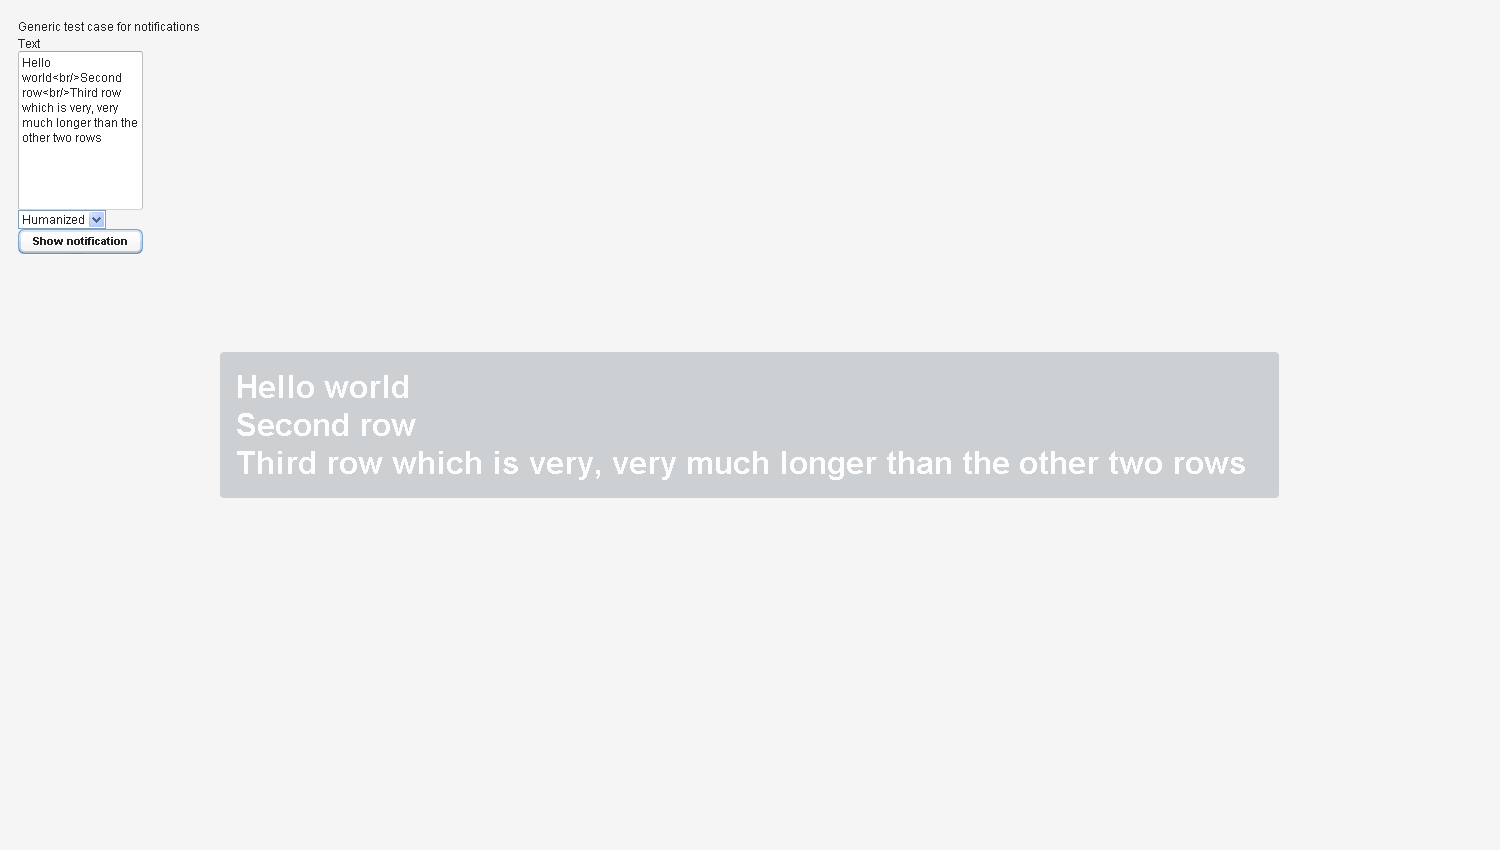 Generic test case for notifications
Text
Hello
world<br/>Second
row<br/>Third row
which is very, very
much longer than the
other two rows
Humanized
Show notification
Hello world
Second row
Third row which is very, very much longer than the other two rows